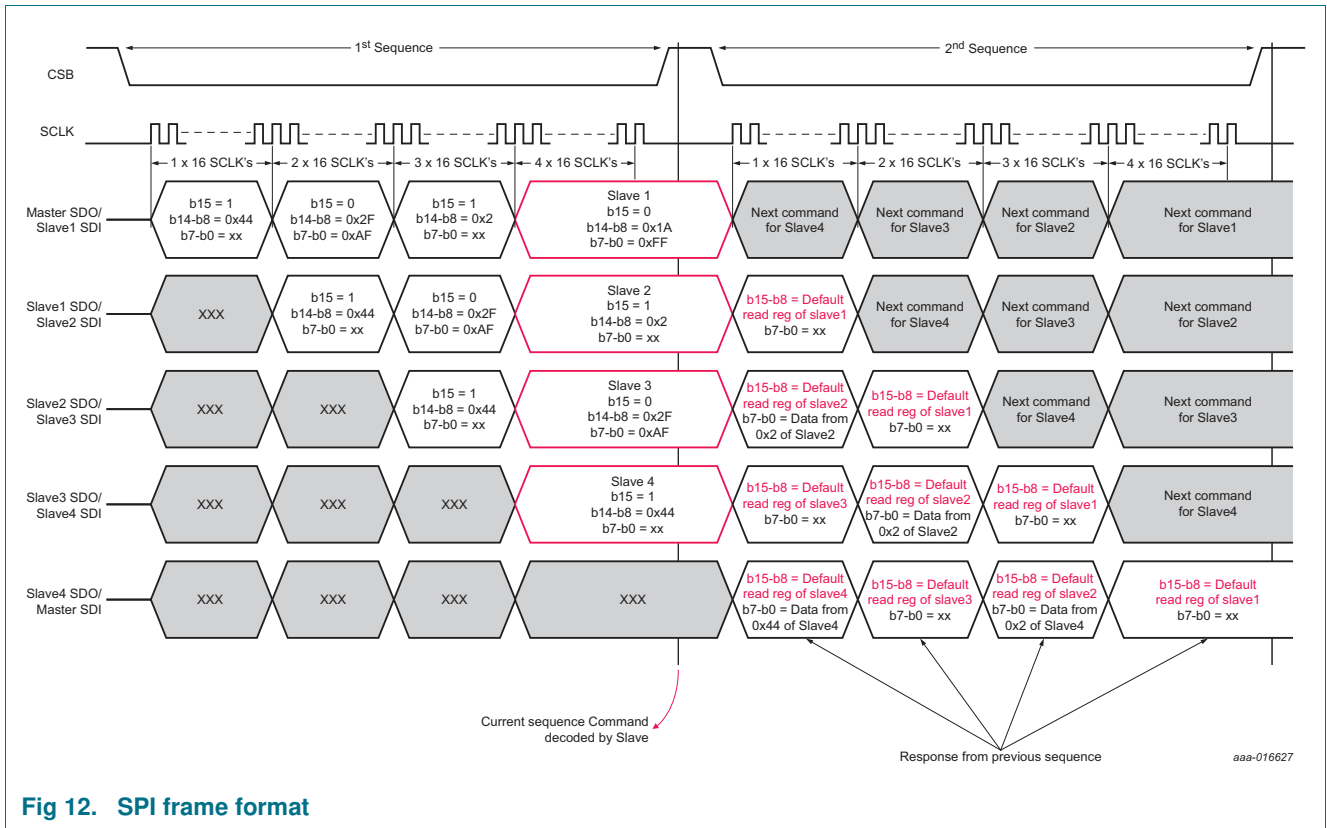 1st Sequence
2nd Sequence
CSB
SCLK
1 x 16 SCLK's
2 x 16 SCLK's
3 x 16 SCLK's
4 x 16 SCLK's
1 x 16 SCLK's
2 x 16 SCLK's
3 x 16 SCLK's
4 x 16 SCLK's
Master SDO/
Slave1 SDI
b15 = 1
b14-b8 = 0x44
b7-b0 = xx
b15 = 0
b14-b8 = 0x2F
b7-b0 = 0xAF
b15 = 1
b14-b8 = 0x2
b7-b0 = xx
Slave 1
b15 = 0
b14-b8 = 0x1A
b7-b0 = 0xFF
Next command
for Slave4
Next command
for Slave3
Next command
for Slave2
Next command
for Slave1
Slave1 SDO/
Slave2 SDI
XXX
b15 = 1
b14-b8 = 0x44
b7-b0 = xx
b15 = 0
b14-b8 = 0x2F
b7-b0 = 0xAF
Slave 2
b15 = 1
b14-b8 = 0x2
b7-b0 = xx
b15-b8 = Default
read reg of slave1
b7-b0 = xx
Next command
for Slave4
Next command
for Slave3
Next command
for Slave2
Slave2 SDO/
Slave3 SDI
XXX
XXX
b15 = 1
b14-b8 = 0x44
b7-b0 = xx
Slave 3
b15 = 0
b14-b8 = 0x2F
b7-b0 = 0xAF
b15-b8 = Default
read reg of slave2
b7-b0 = Data from
0x2 of Slave2
b15-b8 = Default
read reg of slave1
b7-b0 = xx
Next command
for Slave4
Next command
for Slave3
Slave3 SDO/
Slave4 SDI
XXX
XXX
XXX
Slave 4
b15 = 1
b14-b8 = 0x44
b7-b0 = xx
b15-b8 = Default
read reg of slave3
b7-b0 = xx
b15-b8 = Default
read reg of slave2
b7-b0 = Data from
0x2 of Slave2
b15-b8 = Default
read reg of slave1
b7-b0 = xx
Next command
for Slave4
Slave4 SDO/
Master SDI
XXX
XXX
XXX
XXX
b15-b8 = Default
read reg of slave4
b7-b0 = Data from
0x44 of Slave4
b15-b8 = Default
read reg of slave3
b7-b0 = xx
b15-b8 = Default
read reg of slave2
b7-b0 = Data from
0x2 of Slave4
b15-b8 = Default
read reg of slave1
b7-b0 = xx
Current sequence Command
decoded by Slave
Response from previous sequence
aaa-016627
Fig 12. SPI frame format